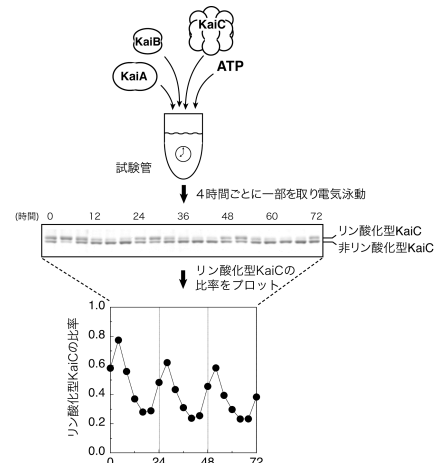 KaiC
KaiB
KaiA
ATP
試験管
4時間ごとに一部を取り電気泳動
(時間) 0 12 24 36 48 60 72
リン酸化型KaiC
非リン酸化型KaiC
リン酸化型KaiCの
比率をプロット
リン酸化型KaiCの比率
1.0
0.8
0.6
0.4
0.2
0.0
0 24 48 72